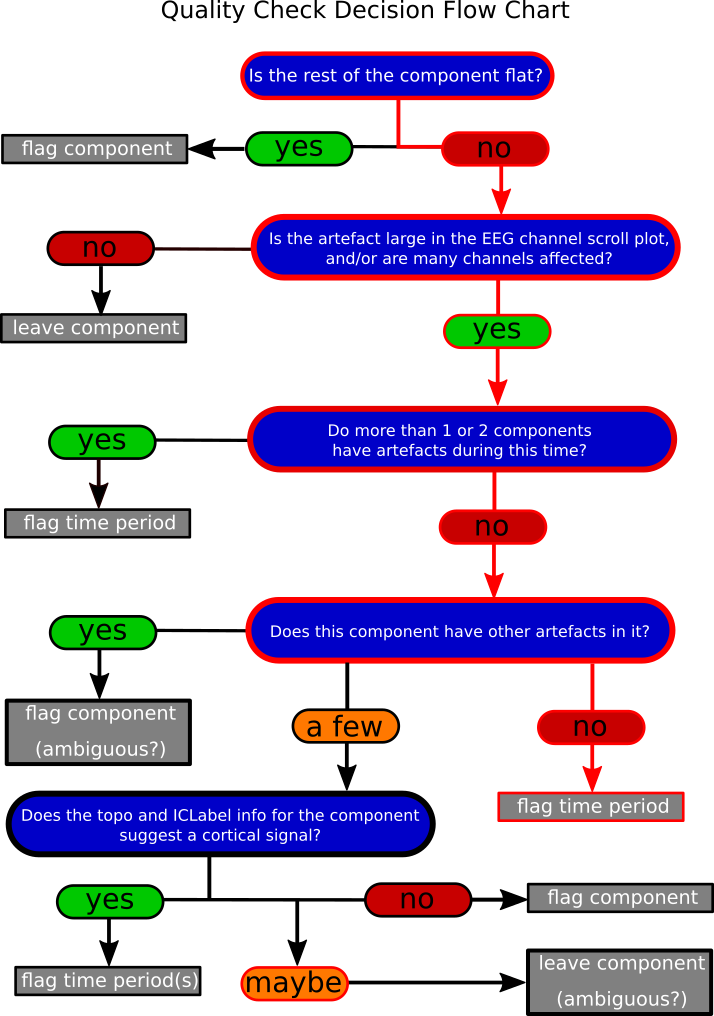 Quality Check Decision Flow Chart
Is the rest of the component flat?
flag component
yes
no
no
Is the artefact large in the EEG channel scroll plot,
and/or are many channels affected?
leave component
yes
yes
Do more than 1 or 2 components
have artefacts during this time?
flag time period
no
yes
Does this component have other artefacts in it?
flag component
(ambiguous?)
a few
no
flag time period
Does the topo and ICLabel info for the component
suggest a cortical signal?
yes
no
flag component
flag time period(s)
maybe
leave component
(ambiguous?)